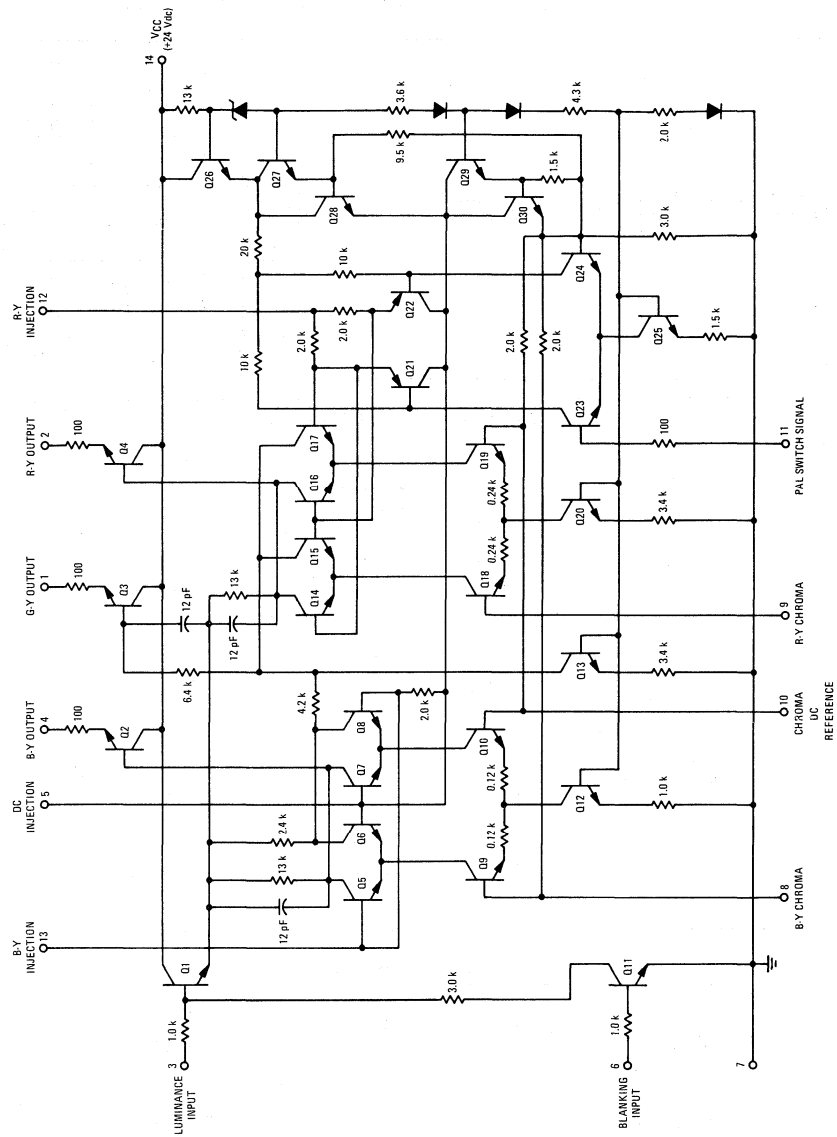 14
VCC
(+24 Vdc)
R-Y
INJECTION
12
R-Y OUTPUT
2
G-Y OUTPUT
1
B-Y OUTPUT
4
DC
INJECTION
5
B-Y
INJECTION
13
3
LUMINANCE
INPUT
13 k
3.6 k
4.3 k
2.0 k
Q26
Q27
9.5 k
Q28
Q29
1.5 k
Q30
20 k
10 k
Q24
3.0 k
2.0 k
Q22
2.0 k
Q25
1.5 k
10 k
2.0 k
Q21
2.0 k
Q23
100
11
PAL SWITCH SIGNAL
100
Q4
Q17
Q16
Q19
0.24 k
Q20
3.4 k
Q15
Q14
0.24 k
Q18
9
R-Y CHROMA
100
Q3
12 pF
13 k
12 pF
6.4 k
Q13
3.4 k
4.2 k
Q8
2.0 k
100
Q2
Q7
Q10
10
CHROMA
DC
REFERENCE
0.12 k
Q12
1.0 k
2.4 k
Q6
0.12 k
13 k
Q5
Q9
12 pF
8
B-Y CHROMA
Q1
1.0 k
3.0 k
Q11
1.0 k
6
BLANKING
INPUT
7